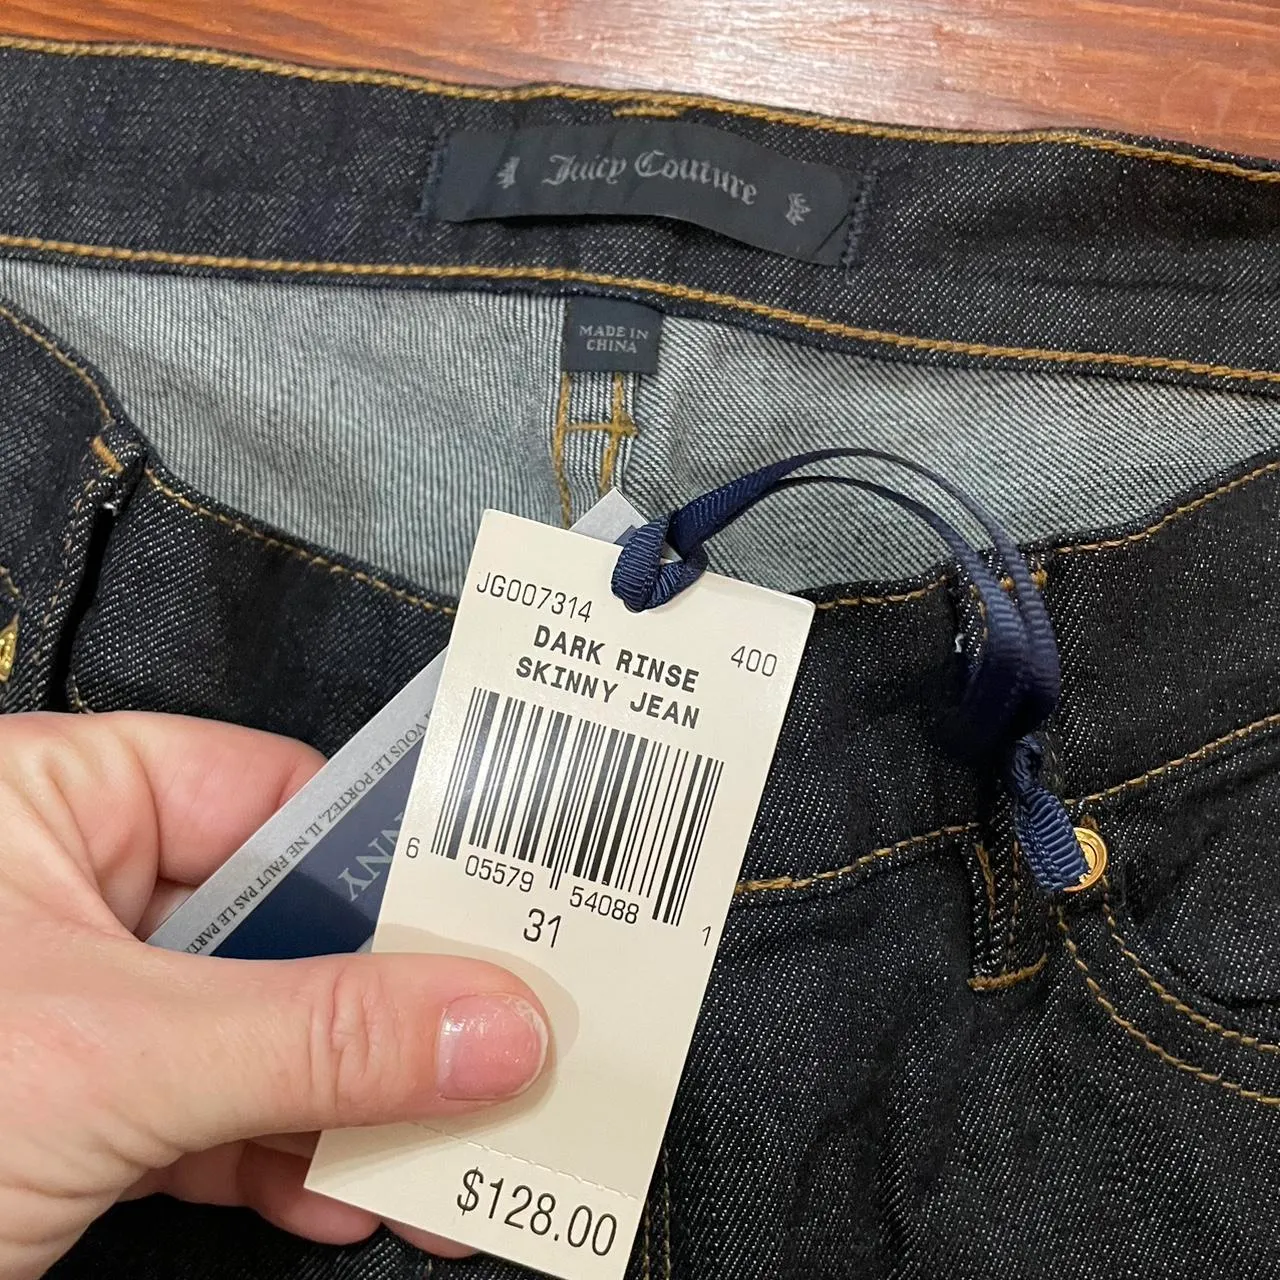 Juicy Couture
MADE IN
CHINA
JG007314
400
DARK RINSE
SKINNY JEAN
6 05579 54088 1
31
$128.00
VOUS LE PORTEZ, IL NE FAUT PAS LE
NNY